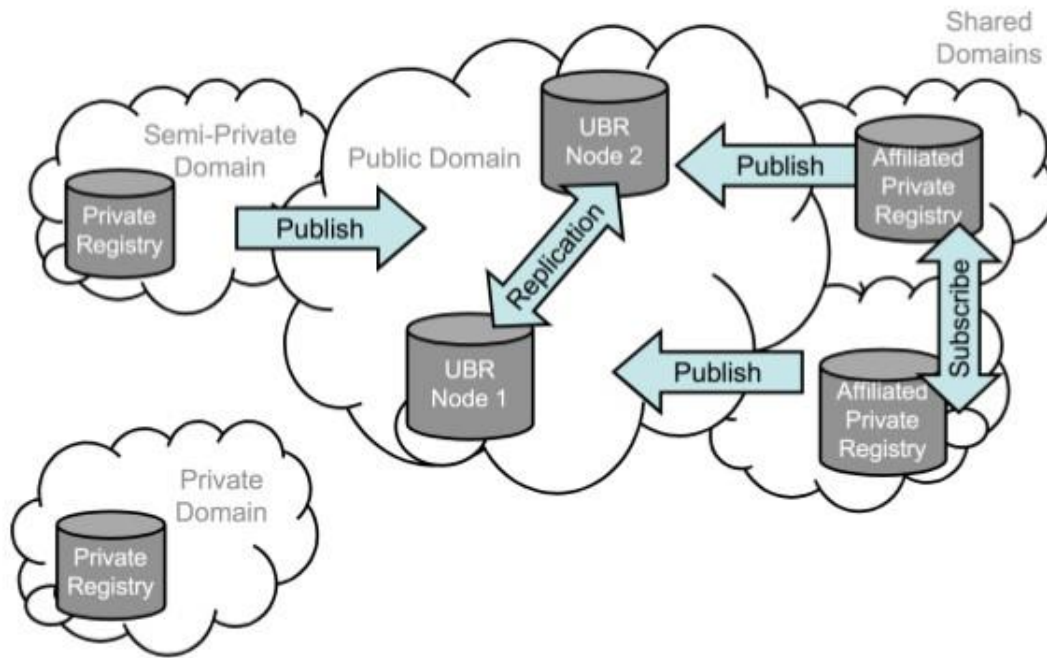 Shared
Domains
Semi-Private
Domain
Public Domain
UBR
Node 2
Publish
Affiliated
Private
Registry
Private
Registry
Publish
Replication
Subscribe
UBR
Node 1
Publish
Affiliated
Private
Registry
Private
Domain
Private
Registry